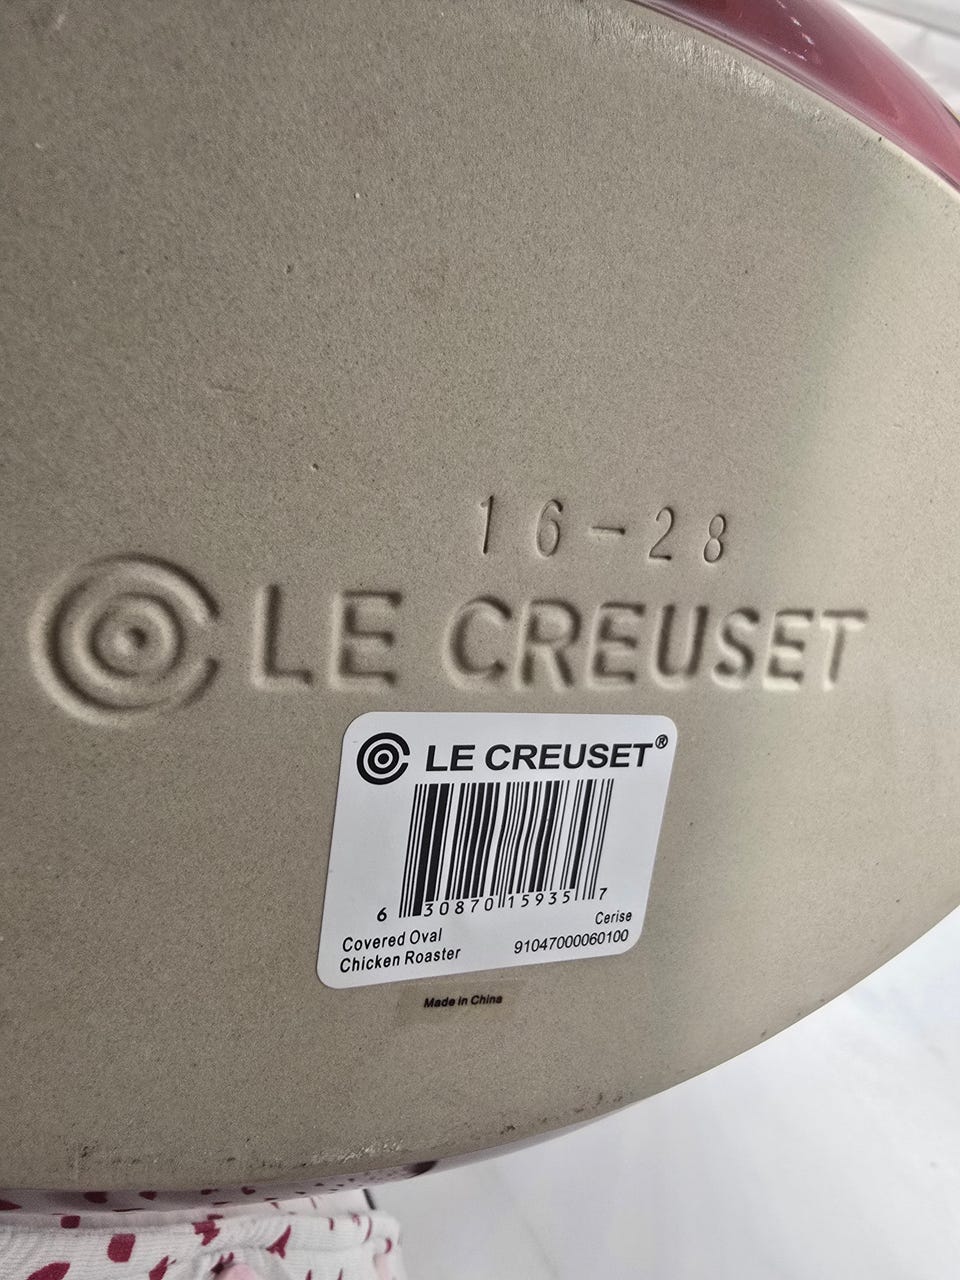 16-28
LE CREUSET
LE CREUSET®
6 30870 15935 7
Cerise
Covered Oval
91047000060100
Chicken Roaster
Made in China